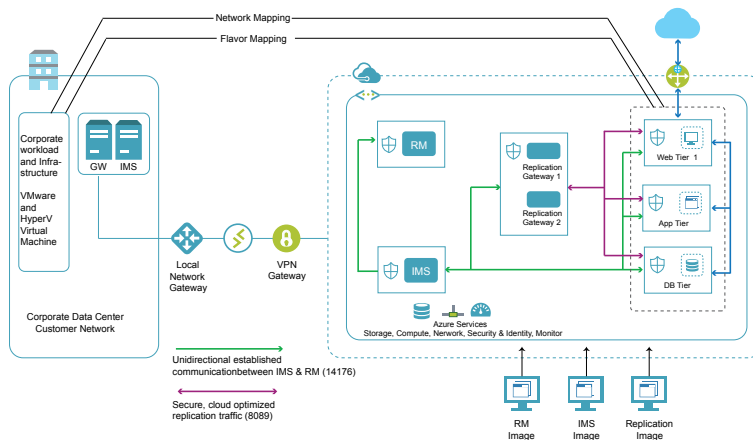 Network Mapping
Flavor Mapping
Corporate
workload
and Infra-
structure
VMware
and
HyperV
Virtual
Machine
GW
IMS
Corporate Data Center
Customer Network
Local
Network
Gateway
VPN
Gateway
RM
IMS
Replication
Gateway 1
Replication
Gateway 2
Web Tier 1
App Tier
DB Tier
Azure Services
Storage, Compute, Network, Security & Identity, Monitor
Unidirectional established
communicationbetween IMS & RM (14176)
Secure, cloud optimized
replication traffic (8089)
RM
Image
IMS
Image
Replication
Image